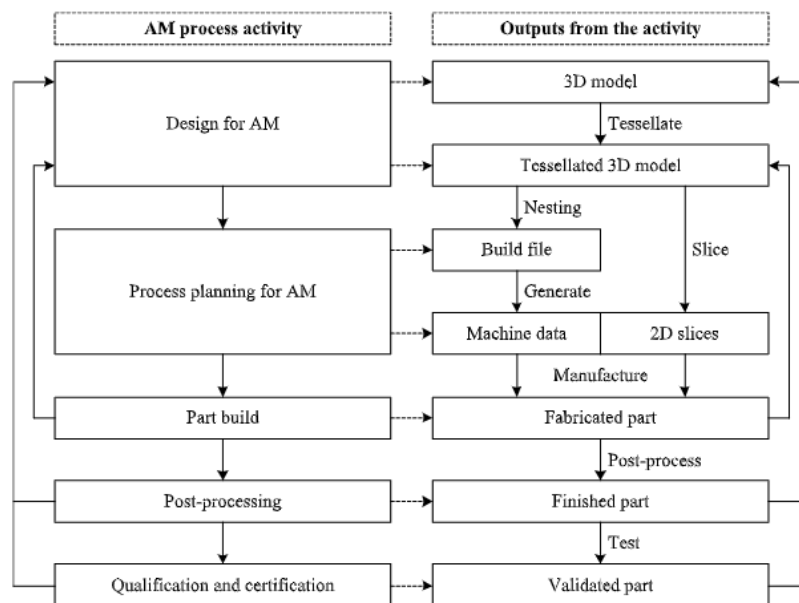 AM process activity
Outputs from the activity
Design for AM
3D model
Tessellate
Tessellated 3D model
Nesting
Process planning for AM
Build file
Slice
Generate
Machine data
2D slices
Manufacture
Part build
Fabricated part
Post-process
Post-processing
Finished part
Test
Qualification and certification
Validated part